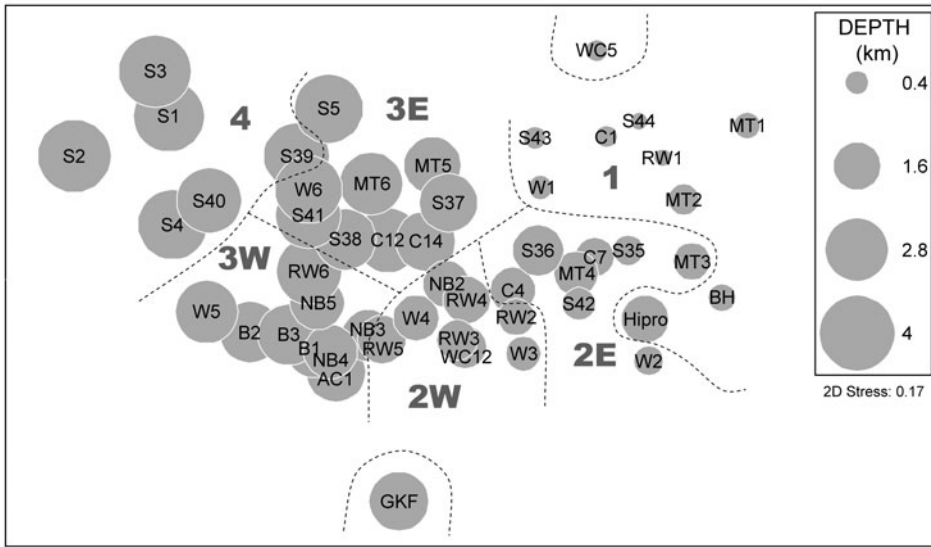 WC5
S3
S1
4
S5
3E
S2
S43
C1
S44
MT1
RW1
S39
MT5
W6
MT6
W1
1
MT2
S40
S37
S4
S41
S38
C12
C14
3W
RW6
S36
C7
S35
MT4
MT3
NB2
C4
RW4
S42
BH
W5
NB5
W4
RW2
Hipro
B2
B3
NB3
RW5
RW3
WC12
W3
2E
W2
B1
NB4
AC1
2W
GKF
DEPTH
(km)
0.4
1.6
2.8
4
2D Stress: 0.17